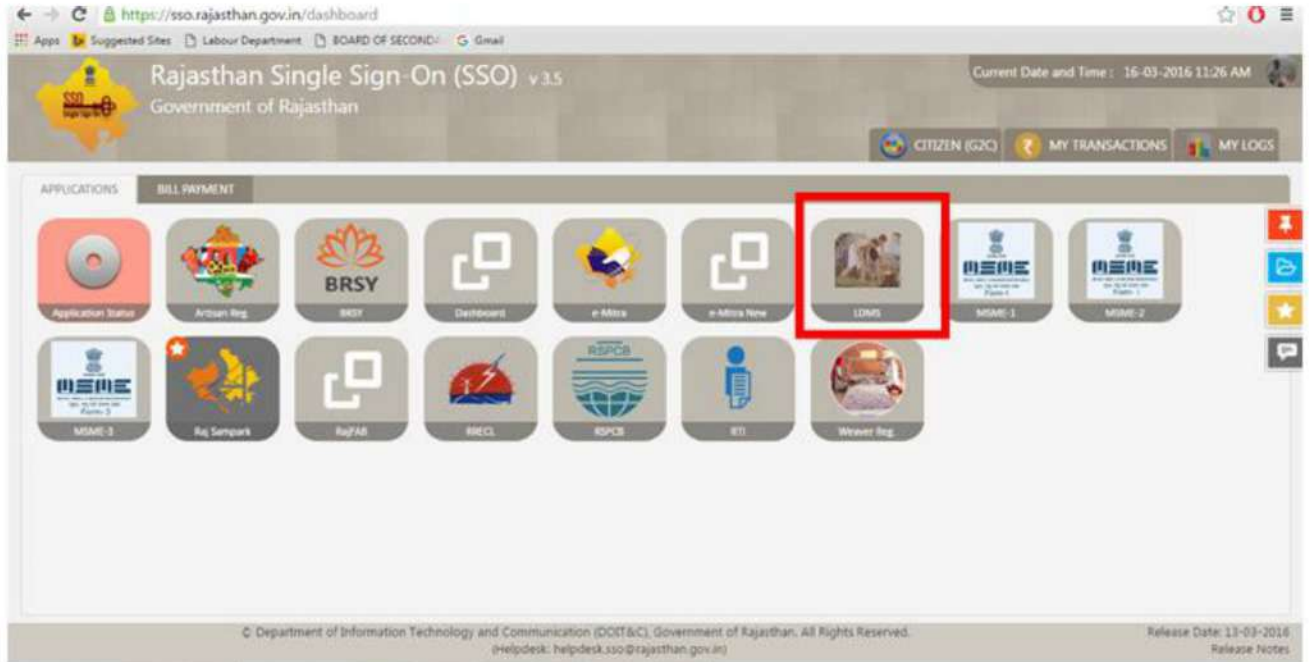 https://sso.rajasthan.gov.in/dashboard
Apps Suggested Sites Labour Department BOARD OF SECOND Gmail
Rajasthan Single Sign-On (SSO) v 3.5
Government of Rajasthan
SSO
Current Date and Time : 16-03-2016 11:26 AM
CITIZEN (G2C) MY TRANSACTIONS MY LOGS
APPLICATIONS BILL PAYMENT
BRSY
Application Status Artisan Reg. BRSY Dashboard e-Mitra e-Mitra New LDMS MSME-1 MSME-2
RSPCB
Form-3
MSME-3 Raj Sampark RajFAB RRECL RSPCB RTI Weaver Reg.
© Department of Information Technology and Communication (DOIT&C), Government of Rajasthan. All Rights Reserved.
(Helpdesk: helpdesk.sso@rajasthan.gov.in)
Release Date: 13-03-2016
Release Notes